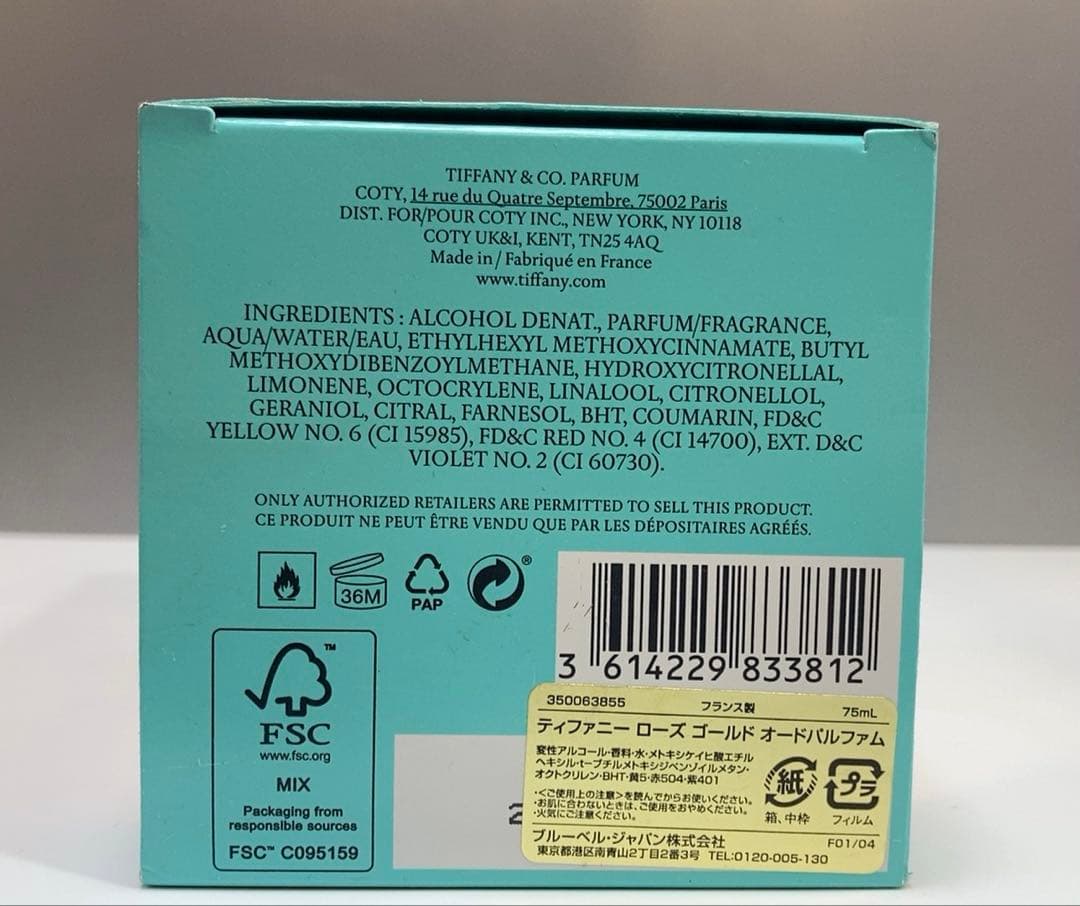 TIFFANY & CO. PARFUM
COTY, 14 rue du Quatre Septembre, 75002 Paris
DIST. FOR/POUR COTY INC., NEW YORK, NY 10118
COTY UK&I, KENT, TN25 4AQ
Made in / Fabriqué en France
www.tiffany.com
INGREDIENTS : ALCOHOL DENAT., PARFUM/FRAGRANCE,
AQUA/WATER/EAU, ETHYLHEXYL METHOXYCINNAMATE, BUTYL
METHOXYDIBENZOYLMETHANE, HYDROXYCITRONELLAL,
LIMONENE, OCTOCRYLENE, LINALOOL, CITRONELLOL,
GERANIOL, CITRAL, FARNESOL, BHT, COUMARIN, FD&C
YELLOW NO. 6 (CI 15985), FD&C RED NO. 4 (CI 14700), EXT. D&C
VIOLET NO. 2 (CI 60730).
ONLY AUTHORIZED RETAILERS ARE PERMITTED TO SELL THIS PRODUCT.
CE PRODUIT NE PEUT ÊTRE VENDU QUE PAR LES DÉPOSITAIRES AGRÉÉS.
36M
PAP
®
3 614229 833812
™
FSC
www.fsc.org
MIX
Packaging from
responsible sources
FSC™ C095159
350063855 フランス製 75mL
ティファニー ローズ ゴールド オードパルファム
変性アルコール・香料・水・メトキシケイヒ酸エチル
ヘキシル・t-ブチルメトキシジベンゾイルメタン・
オクトクリレン・BHT・黄5・赤504・紫401
・<ご使用上の注意>を読んでからお使いください。
・お肌に合わないときは、ご使用をおやめください。
・火気にご注意ください。
紙
箱、中枠
プラ
フィルム
ブルーベル・ジャパン株式会社 F01/04
東京都港区南青山2丁目2番3号 TEL:0120-005-130